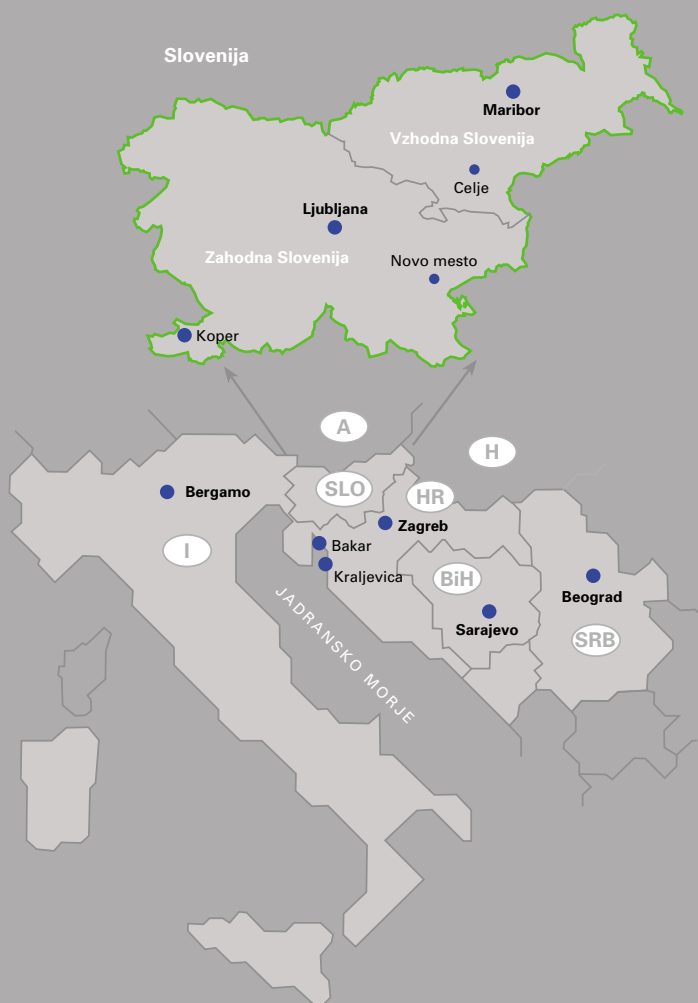 Slovenija
Maribor
Vzhodna Slovenija
Celje
Ljubljana
Zahodna Slovenija
Novo mesto
Koper
A
H
SLO
HR
Bergamo
Zagreb
I
Bakar
Kraljevica
BiH
Beograd
Sarajevo
SRB
JADRANSKO MORJE